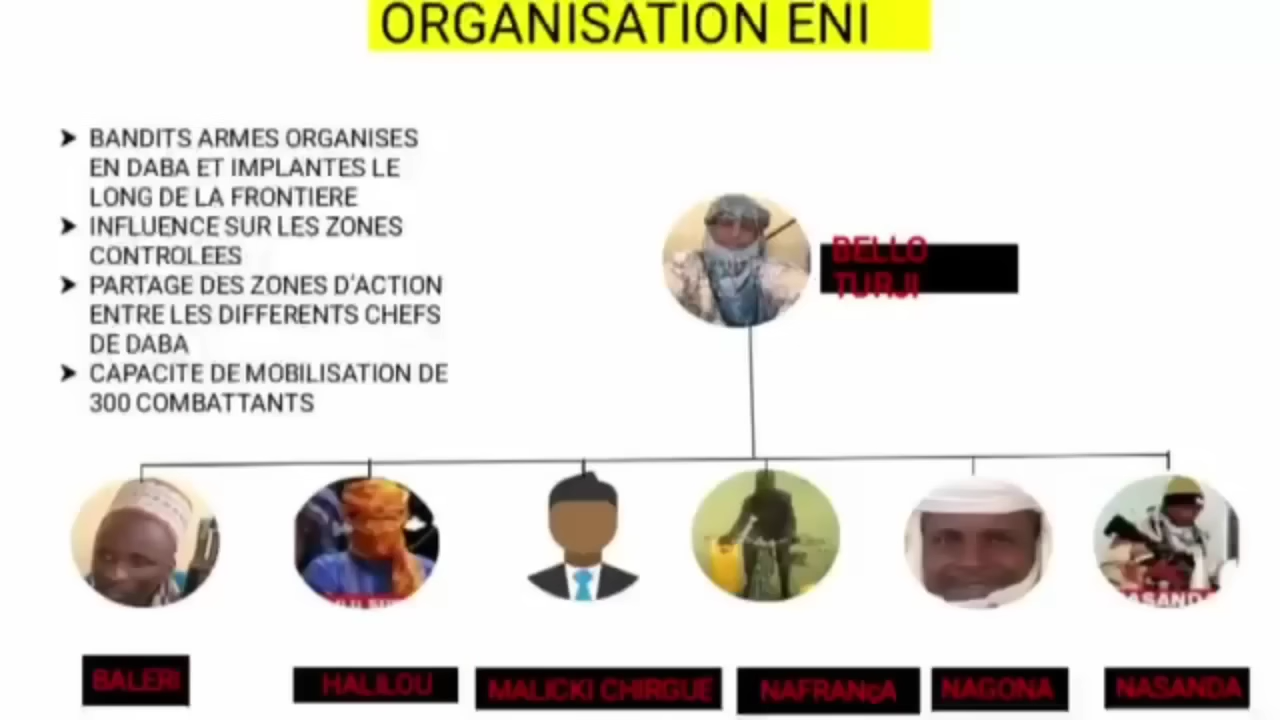 ORGANISATION ENI
➤ BANDITS ARMES ORGANISES
EN DABA ET IMPLANTES LE
LONG DE LA FRONTIERE
➤ INFLUENCE SUR LES ZONES
CONTROLEES
➤ PARTAGE DES ZONES D'ACTION
ENTRE LES DIFFERENTS CHEFS
DE DABA
➤ CAPACITE DE MOBILISATION DE
300 COMBATTANTS
BELLO
TURJI
BALERI
HALILOU
MALICKI CHIRGUE
NAFRANçA
NAGONA
NASANDA